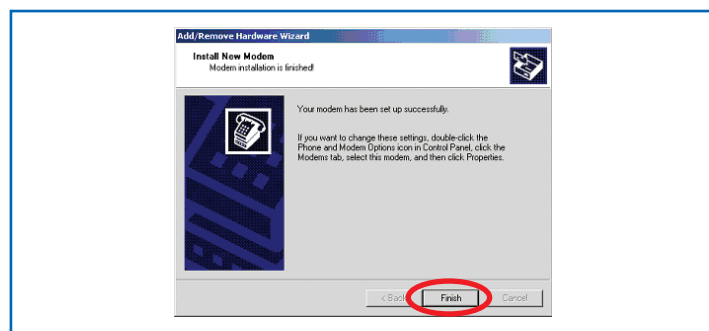 Add/Remove Hardware Wizard
Install New Modem
Modem installation is finished!
Your modem has been set up successfully.
If you want to change these settings, double-click the
Phone and Modem Options icon in Control Panel, click the
Modems tab, select this modem, and then click Properties.
< Back
Finish
Cancel